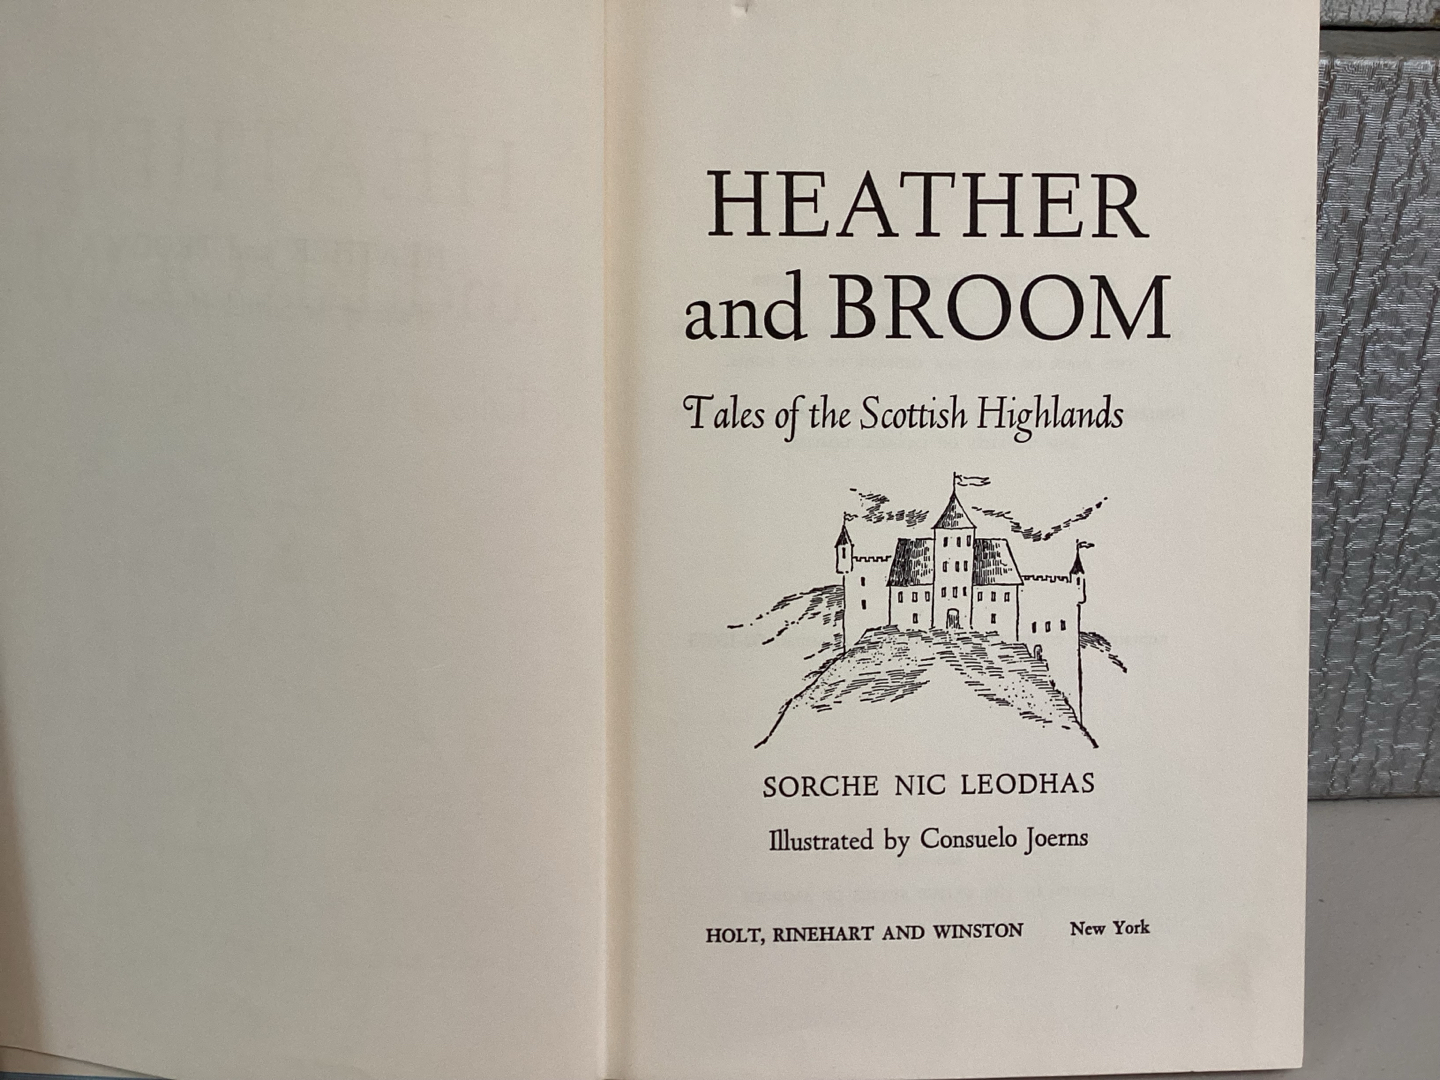 HEATHER
and BROOM
Tales of the Scottish Highlands
SORCHE NIC LEODHAS
Illustrated by Consuelo Joerns
HOLT, RINEHART AND WINSTON New York